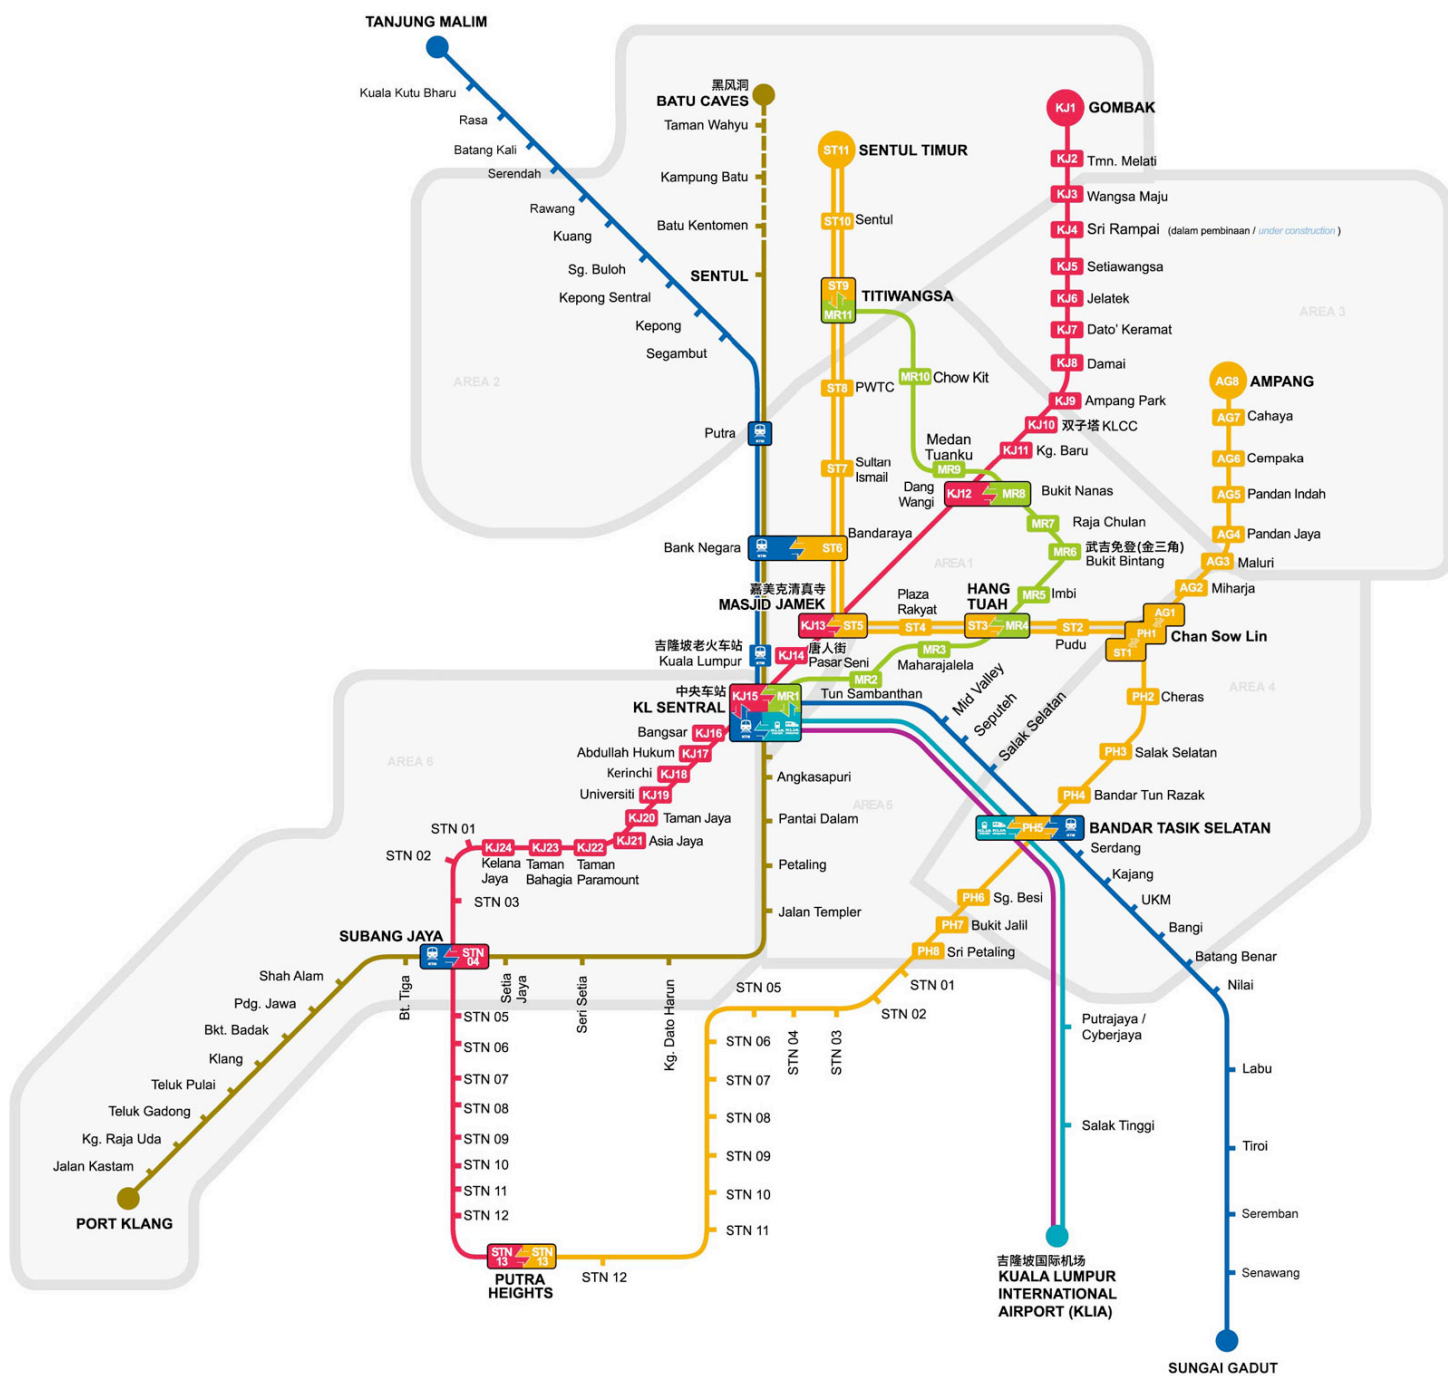 TANJUNG MALIM
Kuala Kutu Bharu
Rasa
Batang Kali
Serendah
Rawang
Kuang
Sg. Buloh
Kepong Sentral
Kepong
Segambut
Putra
Bank Negara
吉隆坡老火车站
Kuala Lumpur
黑风洞
BATU CAVES
Taman Wahyu
Kampung Batu
Batu Kentomen
SENTUL
ST11
SENTUL TIMUR
ST10
Sentul
ST9
MR11
TITIWANGSA
ST8
PWTC
ST7
Sultan
Ismail
Bandaraya
ST6
MR10
Chow Kit
Medan
Tuanku
MR9
Dang
Wangi
KJ12
MR8
Bukit Nanas
MR7
Raja Chulan
MR6
武吉免登(金三角)
Bukit Bintang
MR5
Imbi
KJ1
GOMBAK
KJ2
Tmn. Melati
KJ3
Wangsa Maju
KJ4
Sri Rampai (dalam pembinaan / under construction )
KJ5
Setiawangsa
KJ6
Jelatek
KJ7
Dato' Keramat
KJ8
Damai
KJ9
Ampang Park
KJ10
双子塔 KLCC
KJ11
Kg. Baru
AREA 1
AREA 2
AREA 3
AREA 4
AREA 5
AREA 6
AG8
AMPANG
AG7
Cahaya
AG6
Cempaka
AG5
Pandan Indah
AG4
Pandan Jaya
AG3
Maluri
AG2
Miharja
AG1
PH1
ST1
Chan Sow Lin
嘉美克清真寺
MASJID JAMEK
KJ13
ST5
Plaza
Rakyat
ST4
HANG
TUAH
ST3
MR4
ST2
Pudu
KJ14
唐人街
Pasar Seni
MR3
Maharajalela
MR2
Tun Sambanthan
中央车站
KL SENTRAL
KJ15
MR1
Bangsar
KJ16
Abdullah Hukum
KJ17
Kerinchi
KJ18
Universiti
KJ19
KJ20
Taman Jaya
KJ21
Asia Jaya
KJ24
KJ23
KJ22
Kelana
Jaya
Taman
Bahagia
Taman
Paramount
STN 01
STN 02
STN 03
SUBANG JAYA
STN
04
STN 05
STN 06
STN 07
STN 08
STN 09
STN 10
STN 11
STN 12
STN
13
STN
13
PUTRA
HEIGHTS
Angkasapuri
Pantai Dalam
Petaling
Jalan Templer
Kg. Dato Harun
Seri Setia
Setia
Jaya
Bt. Tiga
Shah Alam
Pdg. Jawa
Bkt. Badak
Klang
Teluk Pulai
Teluk Gadong
Kg. Raja Uda
Jalan Kastam
PORT KLANG
Mid Valley
Seputeh
Salak Selatan
PH2
Cheras
PH3
Salak Selatan
PH4
Bandar Tun Razak
PH5
BANDAR TASIK SELATAN
Serdang
Kajang
UKM
Bangi
Batang Benar
Nilai
Labu
Tiroi
Seremban
Senawang
SUNGAI GADUT
PH6
Sg. Besi
PH7
Bukit Jalil
PH8
Sri Petaling
STN 01
STN 02
STN 03
STN 04
STN 05
STN 06
STN 07
STN 08
STN 09
STN 10
STN 11
STN 12
Putrajaya /
Cyberjaya
Salak Tinggi
吉隆坡国际机场
KUALA LUMPUR
INTERNATIONAL
AIRPORT (KLIA)